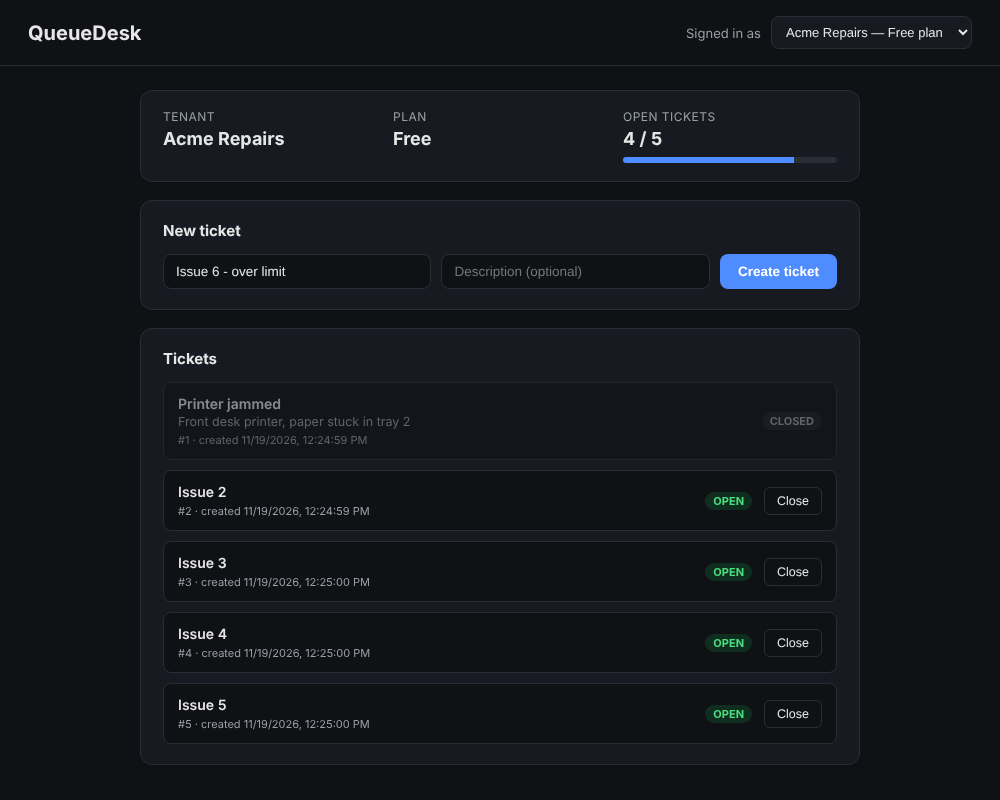 QueueDesk
Signed in as
Acme Repairs — Free plan
TENANT
Acme Repairs
PLAN
Free
OPEN TICKETS
4 / 5
New ticket
Issue 6 - over limit
Description (optional)
Create ticket
Tickets
Printer jammed
Front desk printer, paper stuck in tray 2
#1 · created 11/19/2026, 12:24:59 PM
CLOSED
Issue 2
#2 · created 11/19/2026, 12:24:59 PM
OPEN
Close
Issue 3
#3 · created 11/19/2026, 12:25:00 PM
OPEN
Close
Issue 4
#4 · created 11/19/2026, 12:25:00 PM
OPEN
Close
Issue 5
#5 · created 11/19/2026, 12:25:00 PM
OPEN
Close